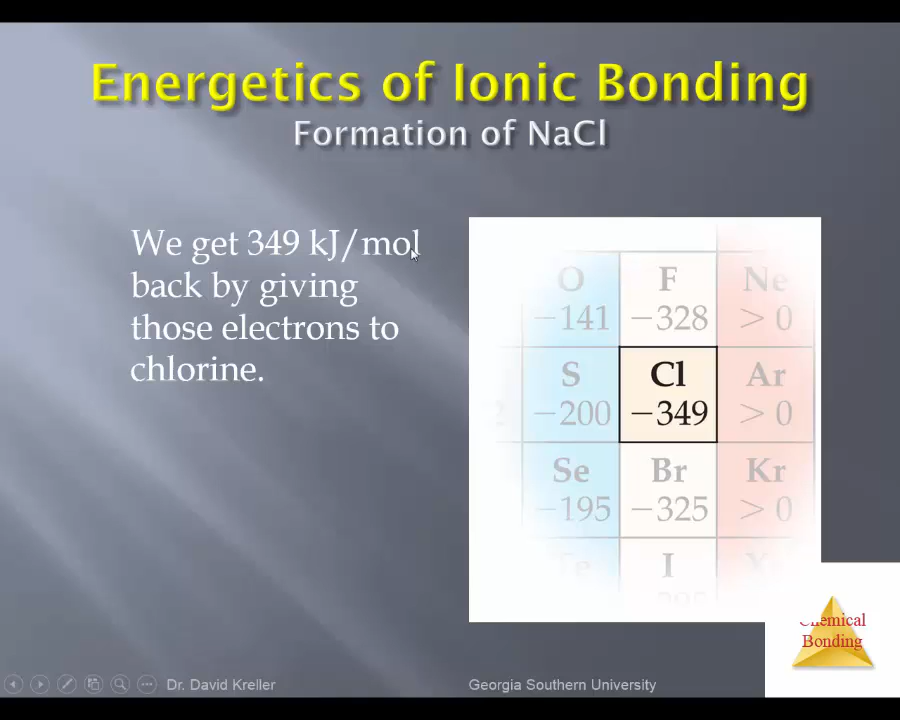 Energetics of Ionic Bonding
Formation of NaCl
We get 349 kJ/mol
back by giving
those electrons to
chlorine.
O F Ne
−141 −328 > 0
S Cl Ar
−200 −349 > 0
Se Br Kr
−195 −325 > 0
Te I
Chemical
Bonding
Dr. David Kreller
Georgia Southern University